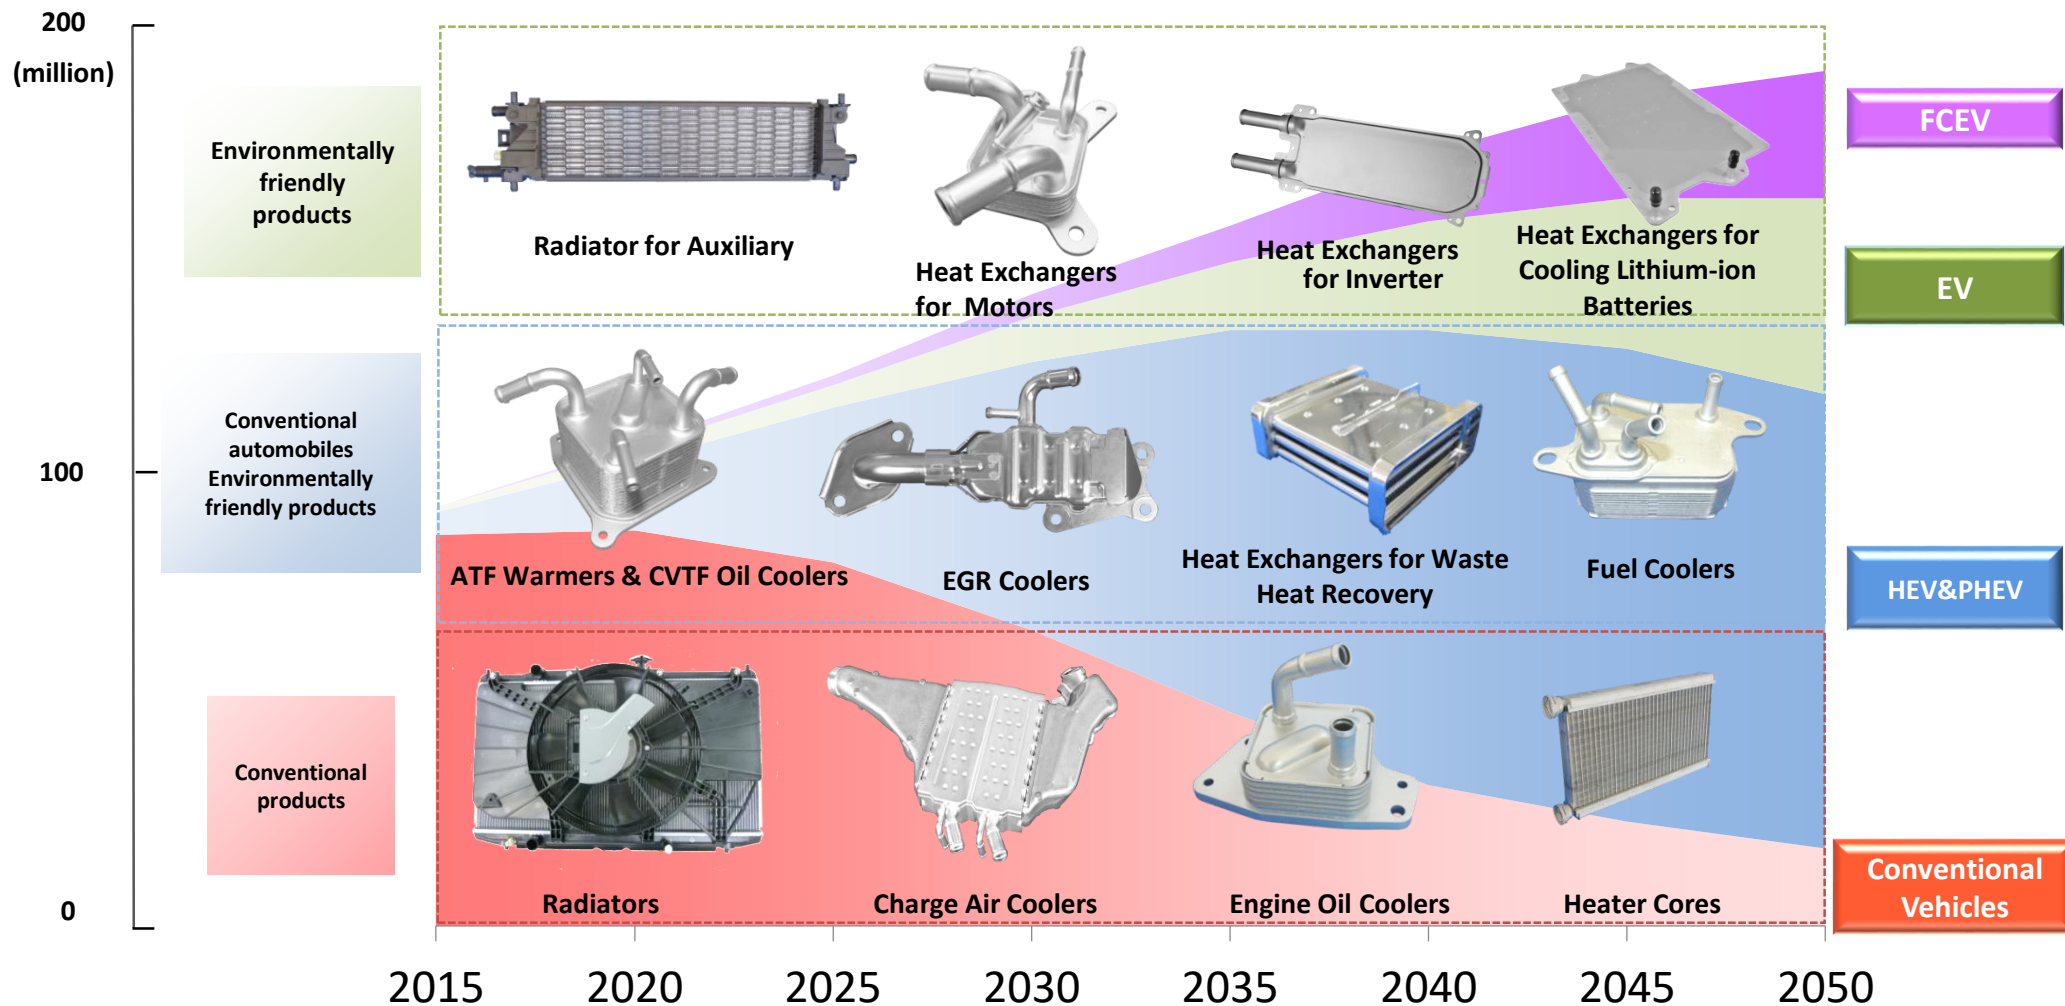 200
(million)
100
0
Environmentally
friendly
products
Conventional
automobiles
Environmentally
friendly products
Conventional
products
Radiator for Auxiliary
Heat Exchangers
for Motors
Heat Exchangers
for Inverter
Heat Exchangers for
Cooling Lithium-ion
Batteries
ATF Warmers & CVTF Oil Coolers
EGR Coolers
Heat Exchangers for Waste
Heat Recovery
Fuel Coolers
Radiators
Charge Air Coolers
Engine Oil Coolers
Heater Cores
FCEV
EV
HEV&PHEV
Conventional
Vehicles
2015
2020
2025
2030
2035
2040
2045
2050